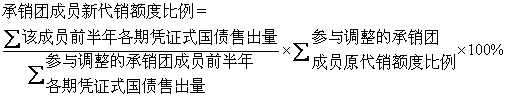 承销团成员新代销额度比例＝
∑该成员前半年各期凭证式国债售出量
∑参与调整的承销团成员前半年
各期凭证式国债售出量
×∑参与调整的承销团
成员原代销额度比例
×100%